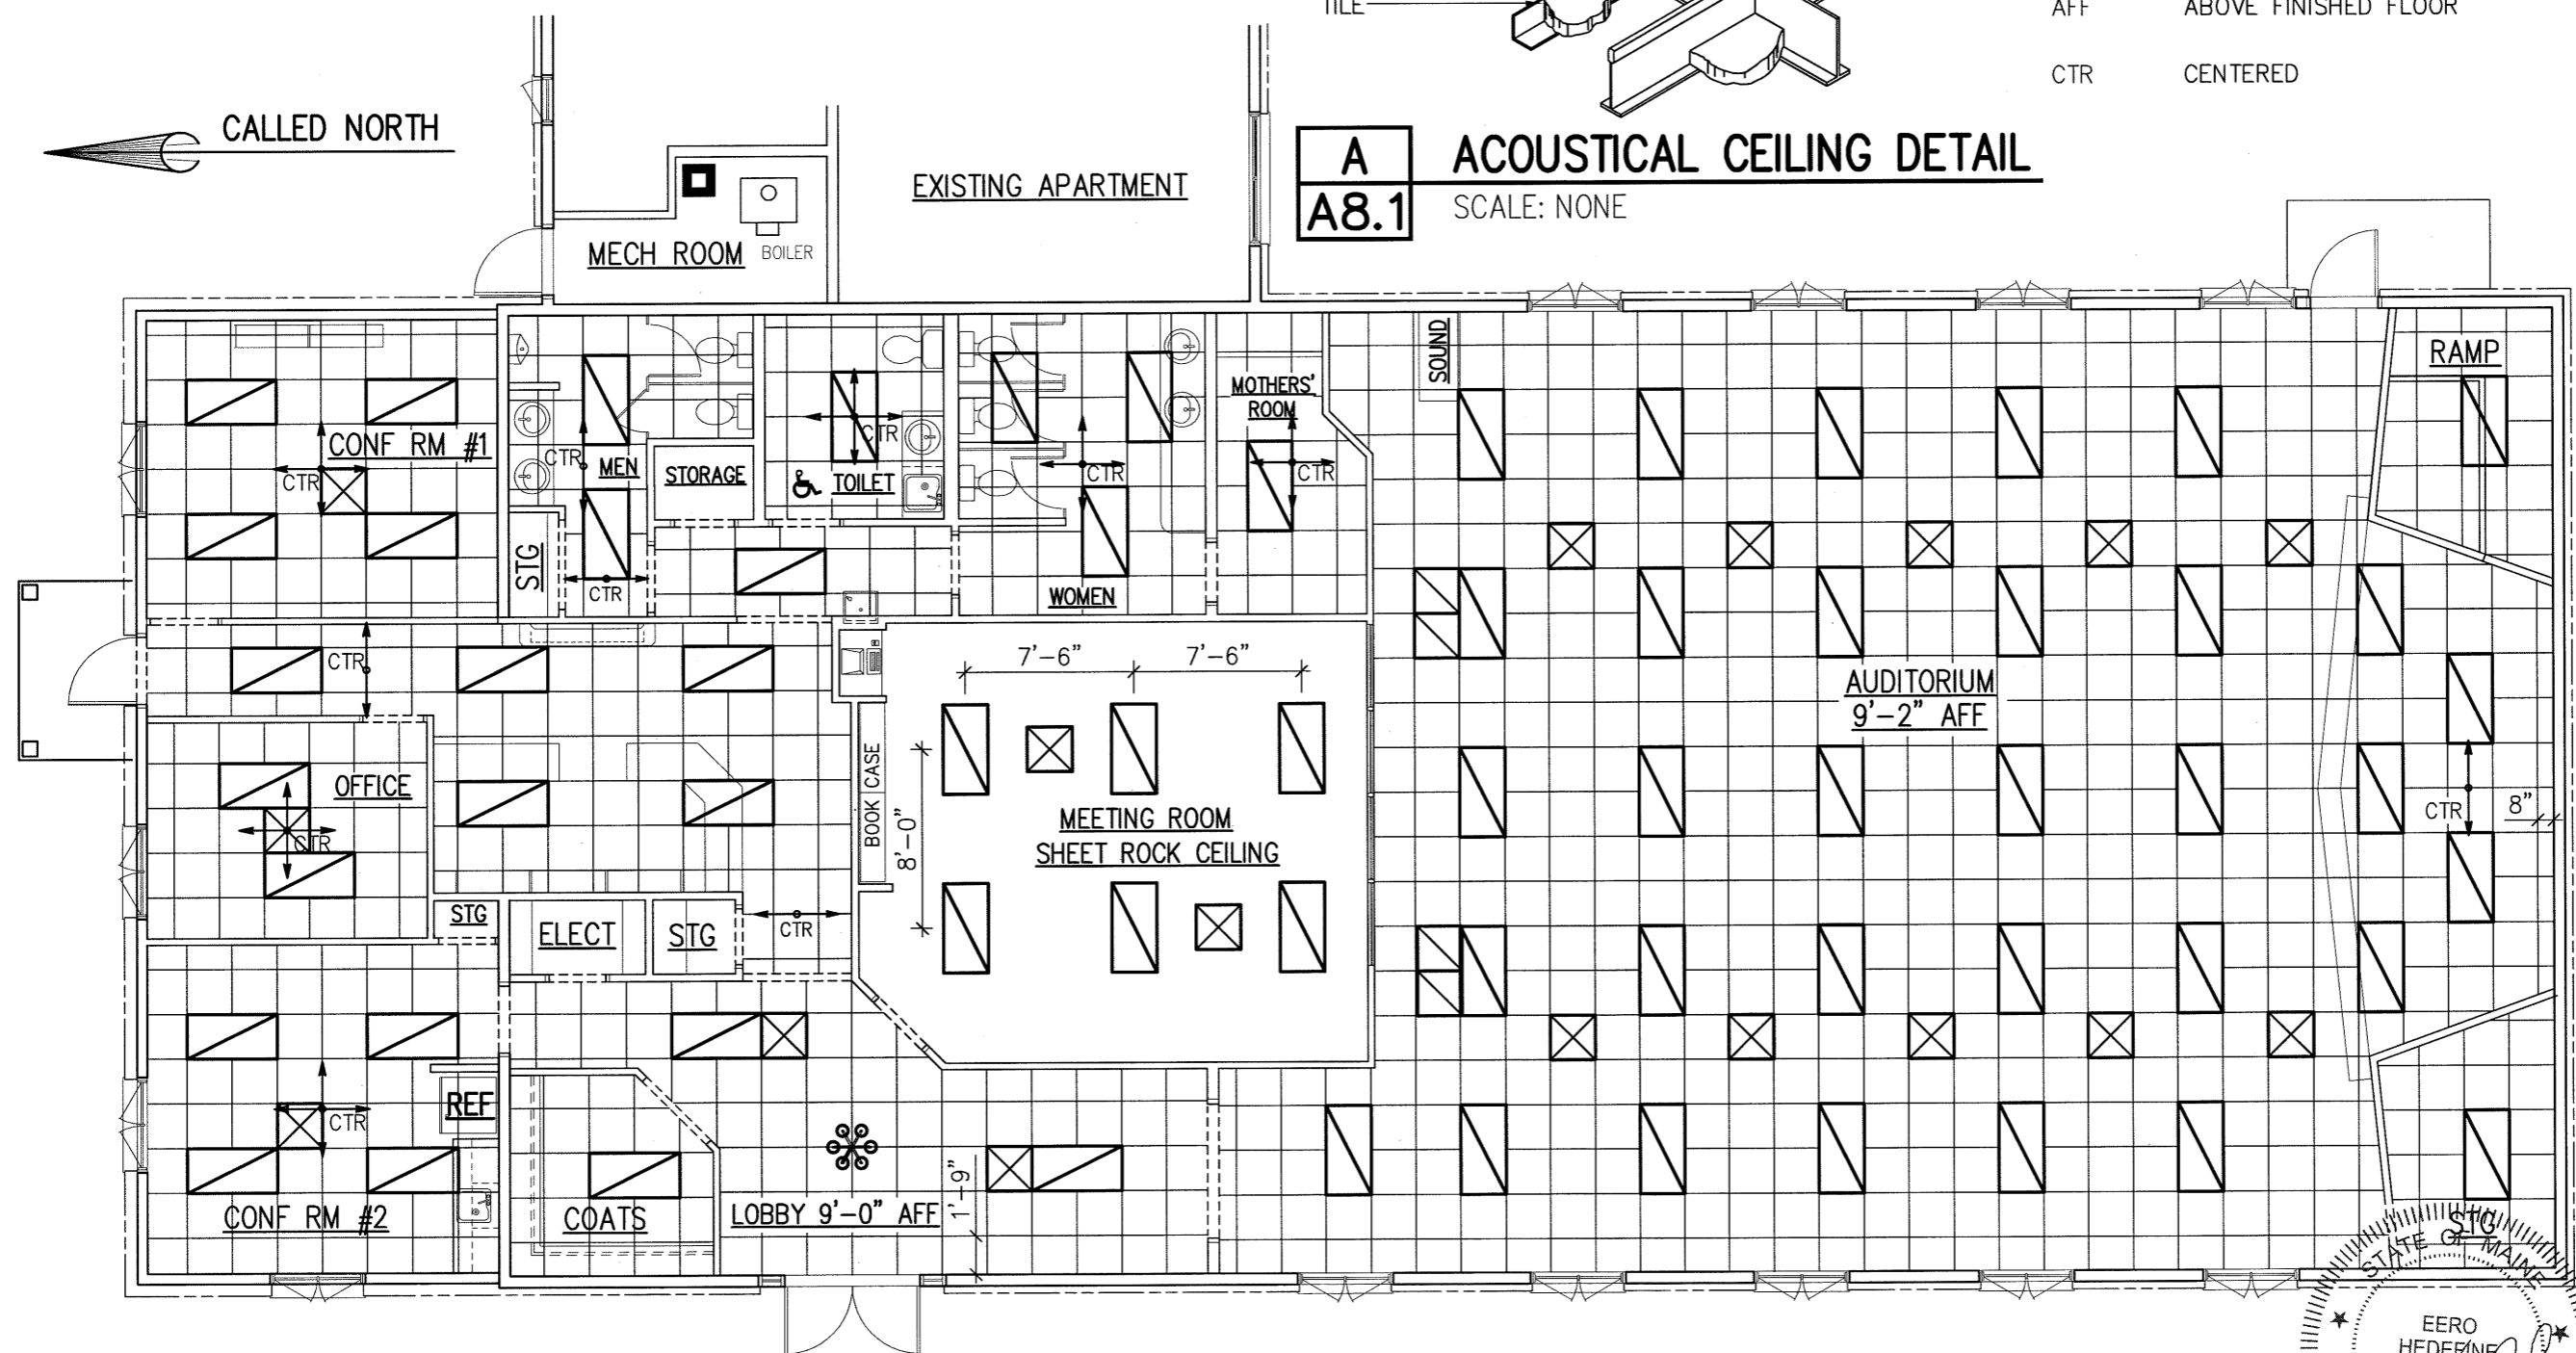 TILE
AFF ABOVE FINISHED FLOOR
CTR CENTERED
CALLED NORTH
A
A8.1
ACOUSTICAL CEILING DETAIL
SCALE: NONE
EXISTING APARTMENT
MECH ROOM
BOILER
SOUND
RAMP
MOTHERS'
ROOM
CTR
CONF RM #1
CTR
CTR
MEN
STORAGE
CTR
TOILET
CTR
WOMEN
STG
CTR
CTR
7'-6"
7'-6"
AUDITORIUM
9'-2" AFF
OFFICE
CTR
BOOK CASE
8'-0"
MEETING ROOM
SHEET ROCK CEILING
CTR
8"
STG
ELECT
STG
CTR
REF
CTR
CONF RM #2
COATS
LOBBY 9'-0" AFF
1'-9"
STG
STATE OF MAINE
EERO